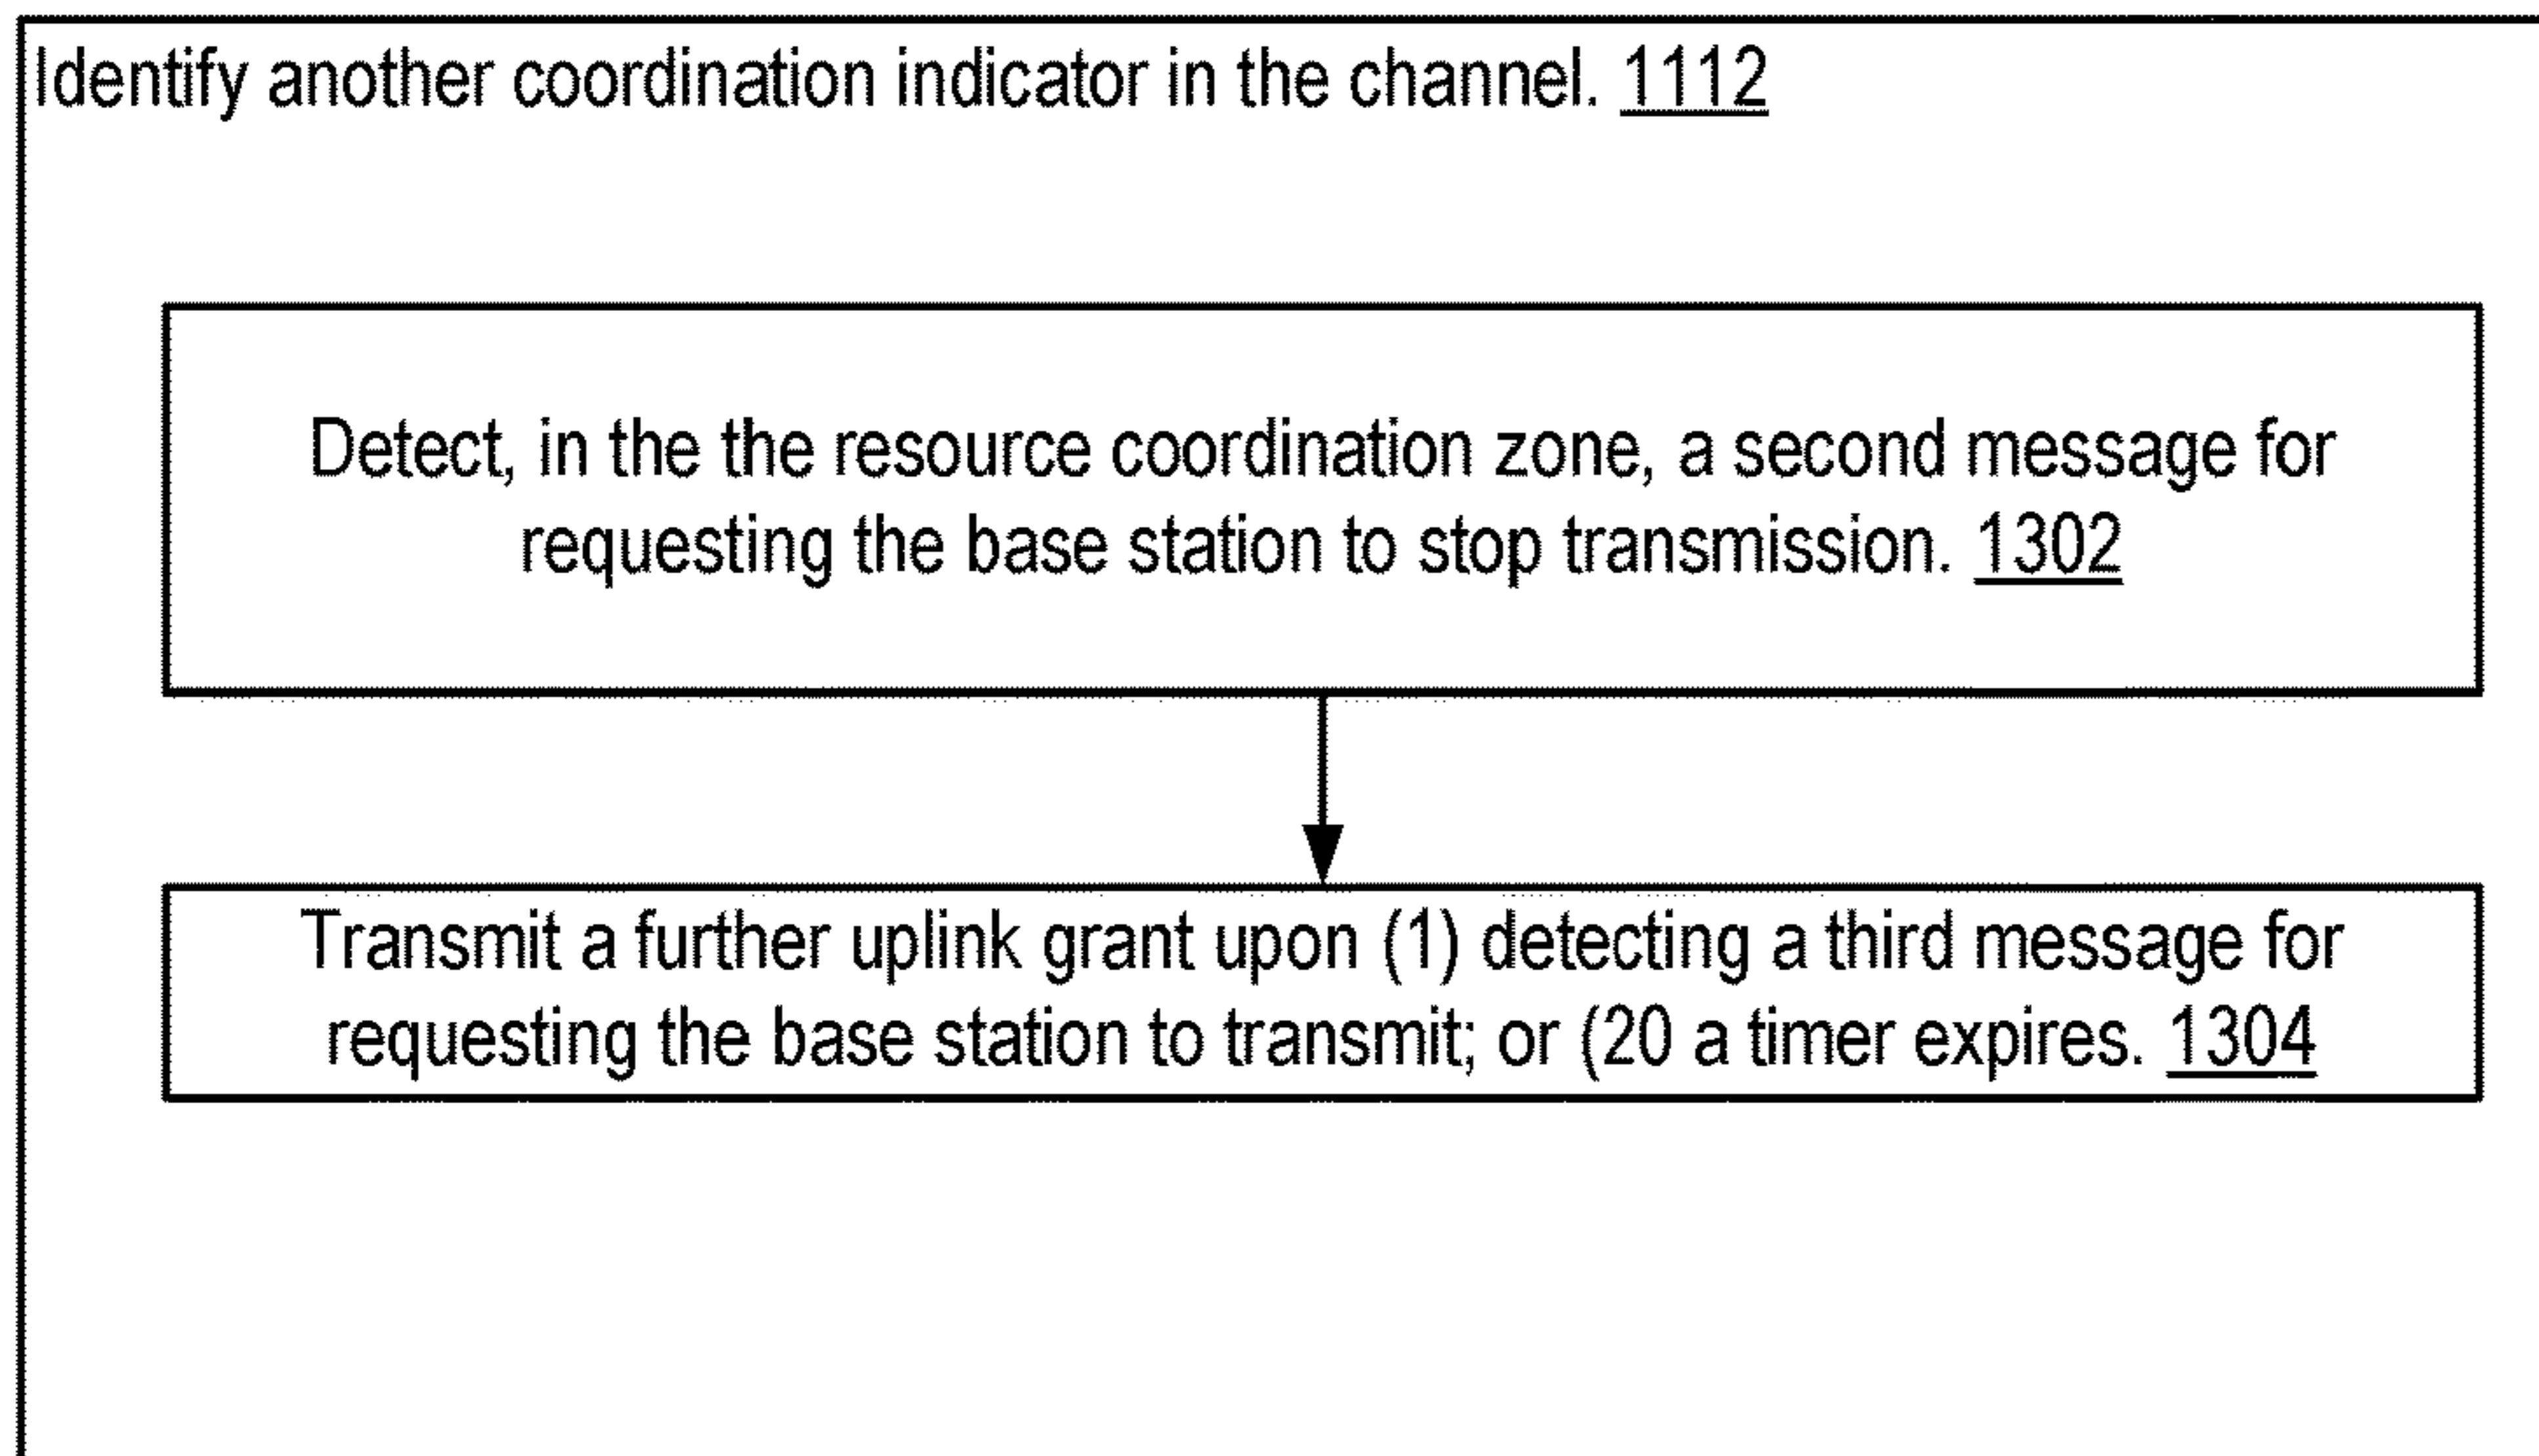 Identify another coordination indicator in the channel. 1112
Detect, in the the resource coordination zone, a second message for
requesting the base station to stop transmission. 1302
Transmit a further uplink grant upon (1) detecting a third message for
requesting the base station to transmit; or (20 a timer expires. 1304